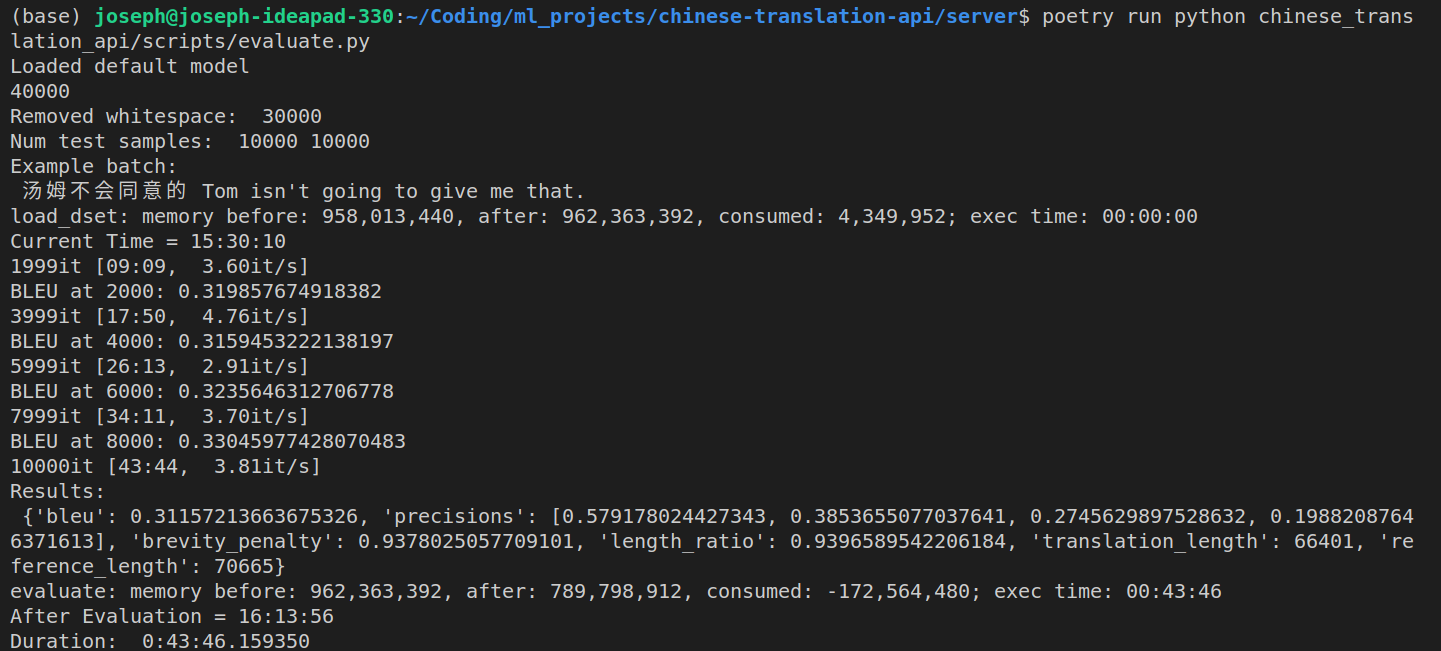 (base) joseph@joseph-ideapad-330:~/Coding/ml_projects/chinese-translation-api/server$ poetry run python chinese_trans
lation_api/scripts/evaluate.py
Loaded default model
40000
Removed whitespace:  30000
Num test samples:  10000 10000
Example batch:
 汤姆不会同意的 Tom isn't going to give me that.
load_dset: memory before: 958,013,440, after: 962,363,392, consumed: 4,349,952; exec time: 00:00:00
Current Time = 15:30:10
1999it [09:09,  3.60it/s]
BLEU at 2000: 0.319857674918382
3999it [17:50,  4.76it/s]
BLEU at 4000: 0.3159453222138197
5999it [26:13,  2.91it/s]
BLEU at 6000: 0.3235646312706778
7999it [34:11,  3.70it/s]
BLEU at 8000: 0.33045977428070483
10000it [43:44,  3.81it/s]
Results:
 {'bleu': 0.31157213663675326, 'precisions': [0.579178024427343, 0.3853655077037641, 0.2745629897528632, 0.1988208764
6371613], 'brevity_penalty': 0.9378025057709101, 'length_ratio': 0.9396589542206184, 'translation_length': 66401, 're
ference_length': 70665}
evaluate: memory before: 962,363,392, after: 789,798,912, consumed: -172,564,480; exec time: 00:43:46
After Evaluation = 16:13:56
Duration:  0:43:46.159350